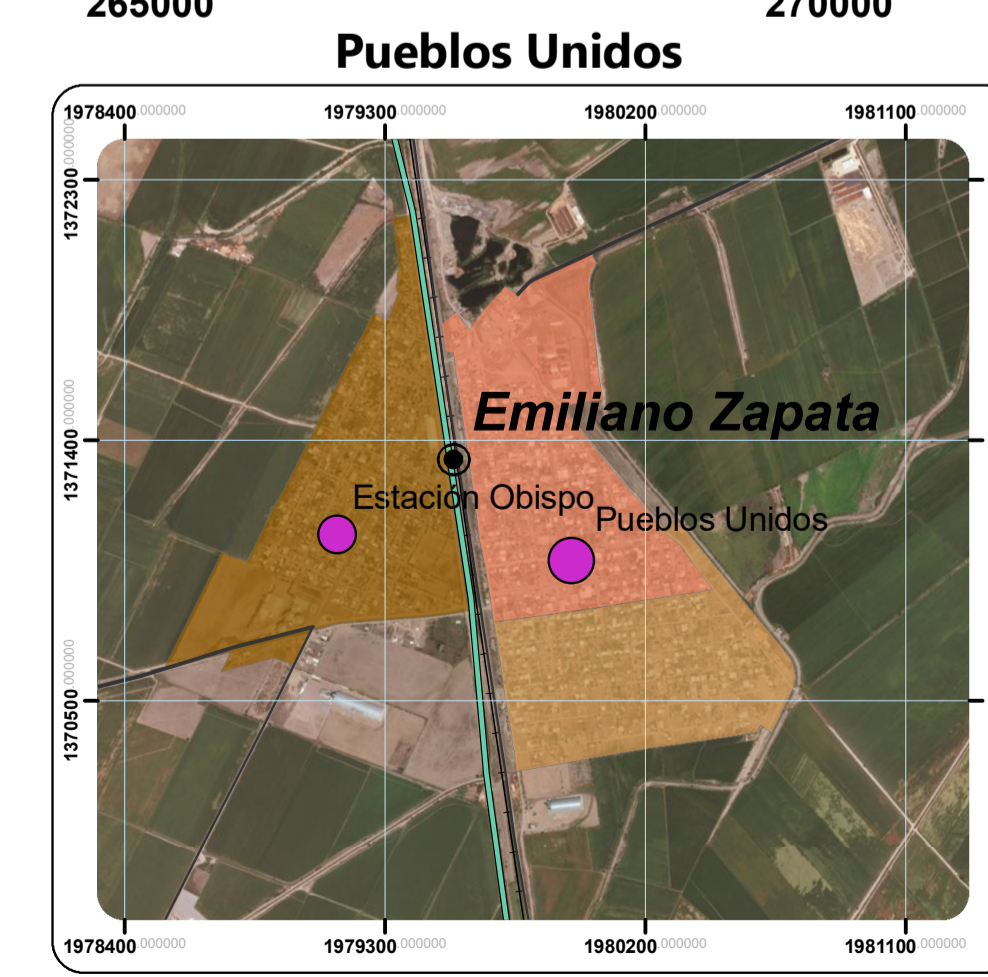 265000 270000
Pueblos Unidos
1978400.000000 1979300.000000 1980200.000000 1981100.000000
1372300.000000
1371400.000000
1370500.000000
Emiliano Zapata
Estación Obispo
Pueblos Unidos
1978400.000000 1979300.000000 1980200.000000 1981100.000000